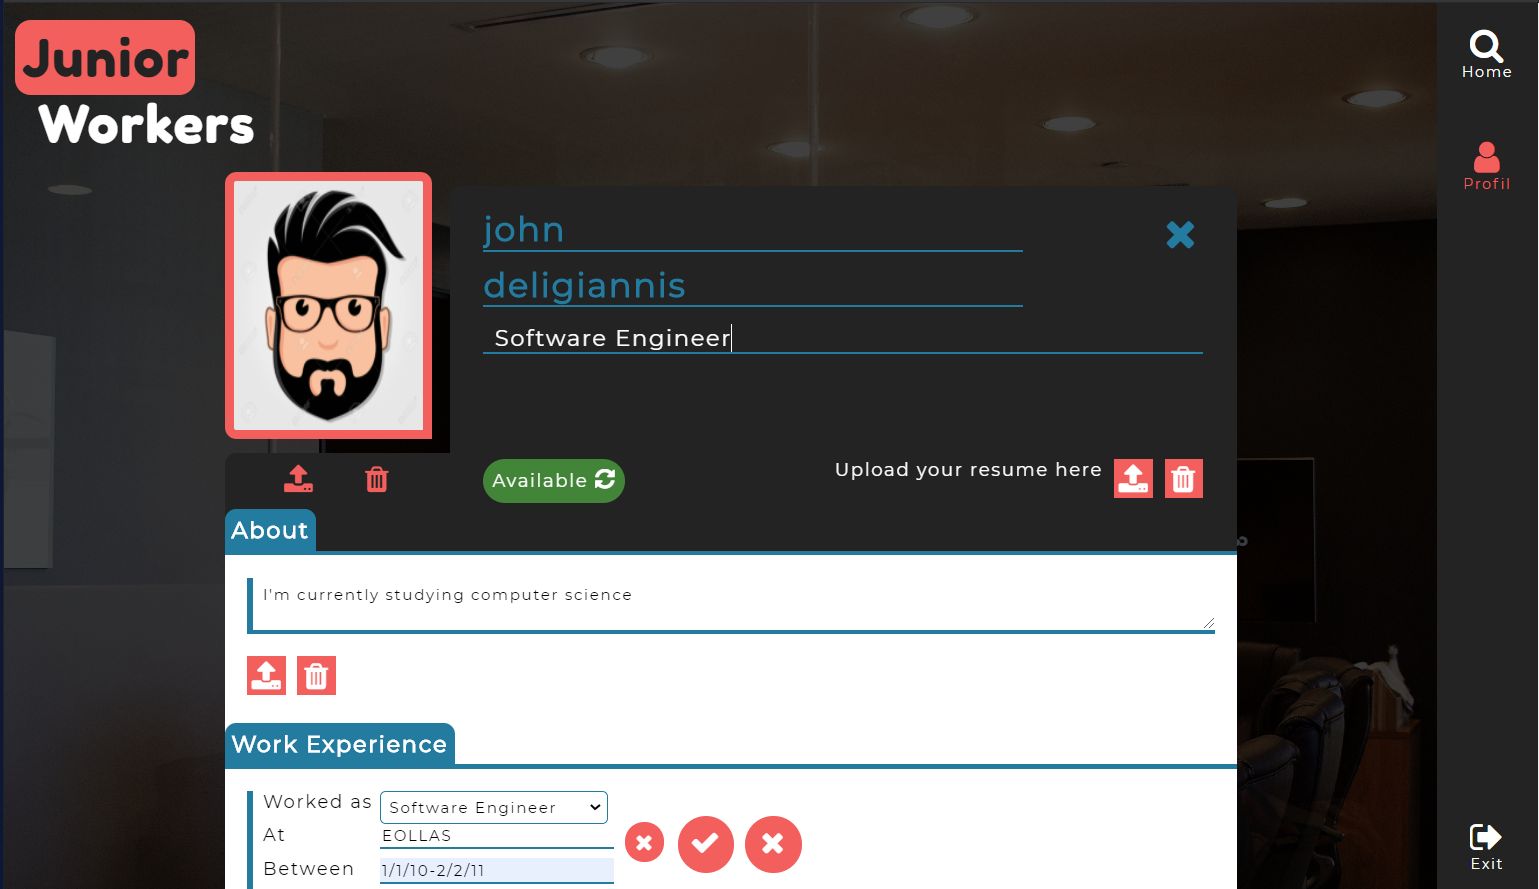 Junior
Workers
Home
Profil
john
deligiannis
Software Engineer
Available
Upload your resume here
About
I'm currently studying computer science
Work Experience
Worked as Software Engineer
At EOLLAS
Between 1/1/10-2/2/11
Exit